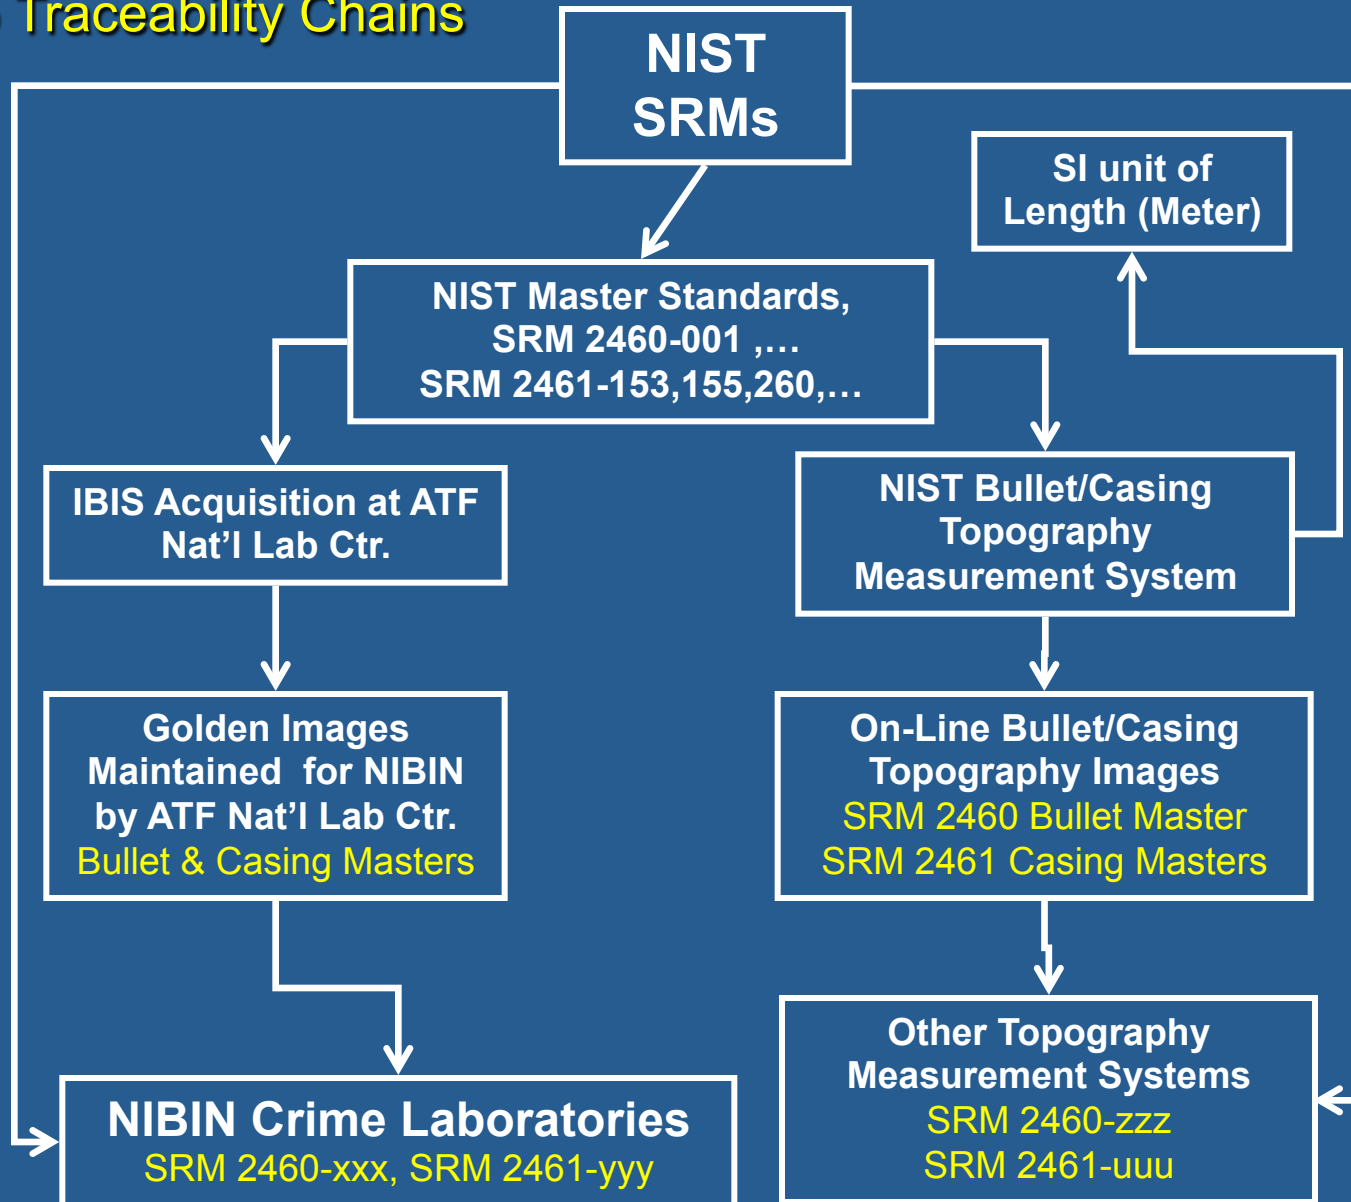 Traceability Chains
NIST
SRMs
SI unit of
Length (Meter)
NIST Master Standards,
SRM 2460-001 ,…
SRM 2461-153,155,260,…
IBIS Acquisition at ATF
Nat’l Lab Ctr.
NIST Bullet/Casing
Topography
Measurement System
Golden Images
Maintained for NIBIN
by ATF Nat’l Lab Ctr.
Bullet & Casing Masters
On-Line Bullet/Casing
Topography Images
SRM 2460 Bullet Master
SRM 2461 Casing Masters
NIBIN Crime Laboratories
SRM 2460-xxx, SRM 2461-yyy
Other Topography
Measurement Systems
SRM 2460-zzz
SRM 2461-uuu